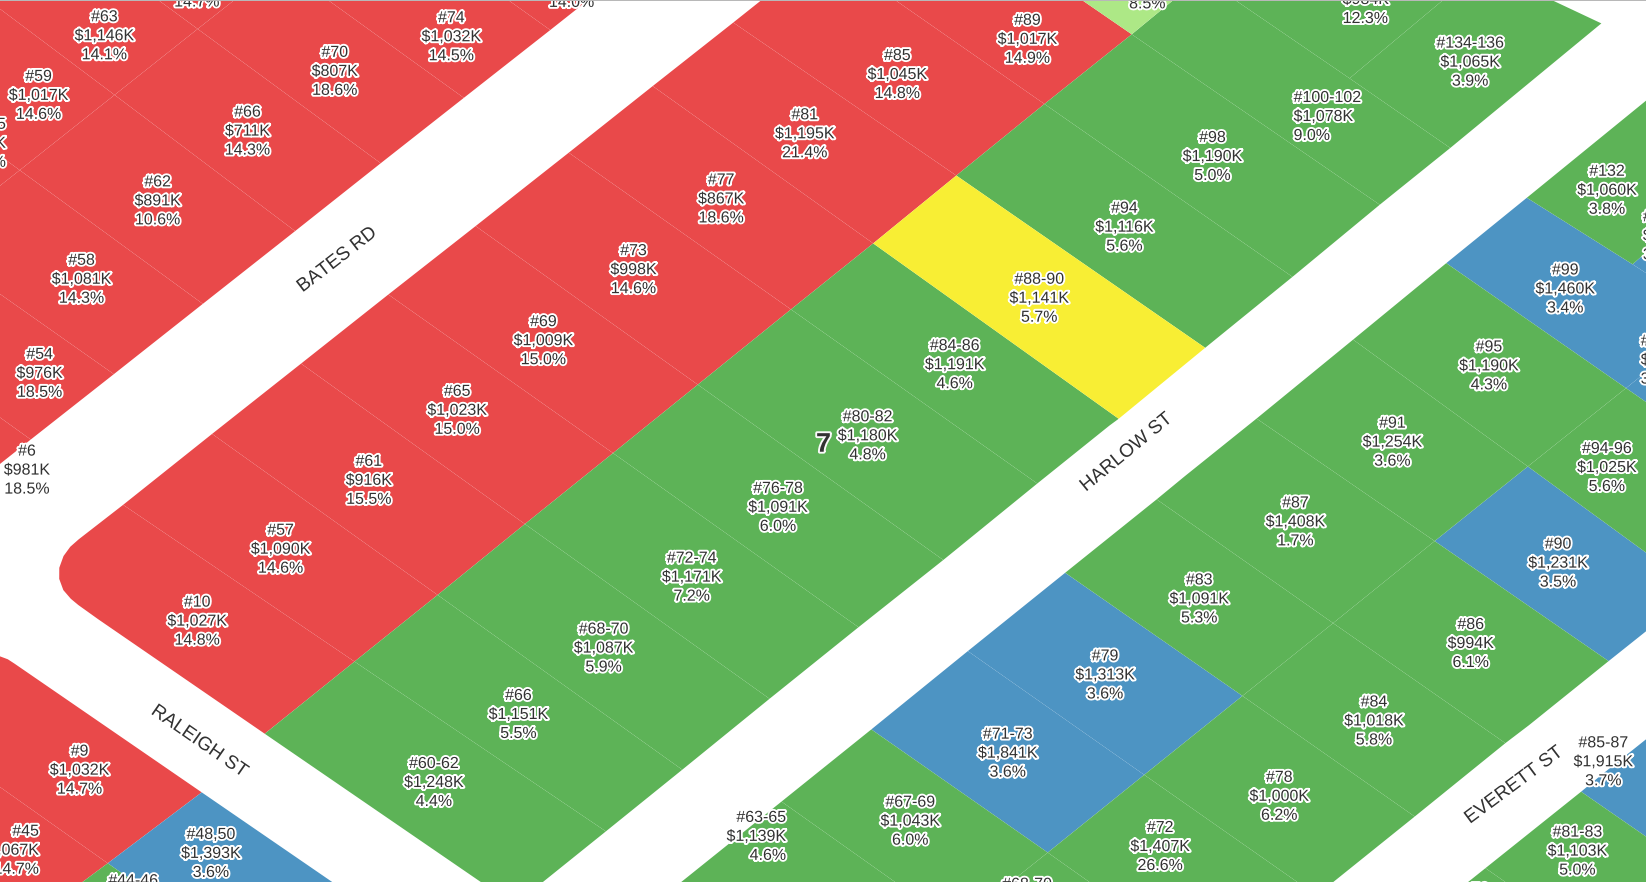 14.7%
14.0%
8.5%
12.3%
#63
$1,146K
14.1%
#74
$1,032K
14.5%
#89
$1,017K
14.9%
#134-136
$1,065K
3.9%
#70
$807K
18.6%
#85
$1,045K
14.8%
#59
$1,017K
14.6%
#66
$711K
14.3%
#81
$1,195K
21.4%
#100-102
$1,078K
9.0%
#98
$1,190K
5.0%
#62
$891K
10.6%
#77
$867K
18.6%
#132
$1,060K
3.8%
#94
$1,116K
5.6%
BATES RD
#58
$1,081K
14.3%
#73
$998K
14.6%
#88-90
$1,141K
5.7%
#99
$1,460K
3.4%
#69
$1,009K
15.0%
#84-86
$1,191K
4.6%
#95
$1,190K
4.3%
#54
$976K
18.5%
#65
$1,023K
15.0%
7
#80-82
$1,180K
4.8%
HARLOW ST
#91
$1,254K
3.6%
#94-96
$1,025K
5.6%
#6
$981K
18.5%
#61
$916K
15.5%
#76-78
$1,091K
6.0%
#87
$1,408K
1.7%
#57
$1,090K
14.6%
#72-74
$1,171K
7.2%
#90
$1,231K
3.5%
#83
$1,091K
5.3%
#10
$1,027K
14.8%
#68-70
$1,087K
5.9%
#86
$994K
6.1%
#79
$1,313K
3.6%
#66
$1,151K
5.5%
#84
$1,018K
5.8%
RALEIGH ST
#71-73
$1,841K
3.6%
#9
$1,032K
14.7%
#60-62
$1,248K
4.4%
#78
$1,000K
6.2%
EVERETT ST
#85-87
$1,915K
3.7%
#67-69
$1,043K
6.0%
#63-65
$1,139K
4.6%
#72
$1,407K
26.6%
#45
067K
4.7%
#48,50
$1,393K
3.6%
#81-83
$1,103K
5.0%
#44-46
#68-70